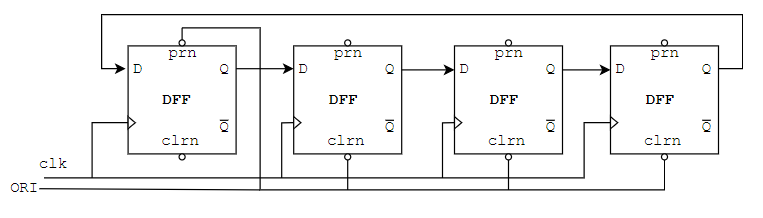 prn prn prn prn
D Q D Q D Q D Q
DFF DFF DFF DFF
Q̅ Q̅ Q̅ Q̅
clrn clrn clrn clrn
clk
ORI